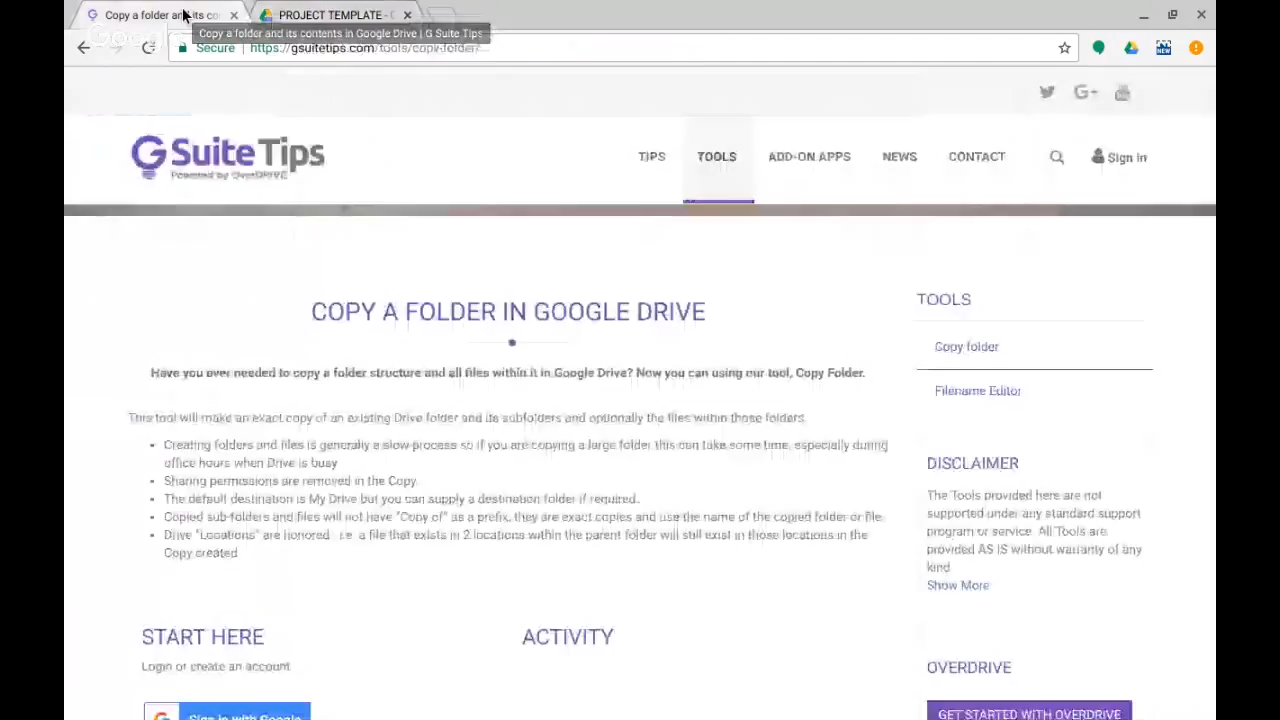 Copy a folder and its co
PROJECT TEMPLATE -
Copy a folder and its contents in Google Drive | G Suite Tips
Google
Secure
https://gsuitetips.com/tools/copy-folder/
NEW
G+
GSuiteTips
Powered by OverDRIVE
TIPS
TOOLS
ADD-ON APPS
NEWS
CONTACT
Sign In
COPY A FOLDER IN GOOGLE DRIVE
Have you ever needed to copy a folder structure and all files within it in Google Drive? Now you can using our tool, Copy Folder.
This tool will make an exact copy of an existing Drive folder and its subfolders and optionally the files within those folders.
Creating folders and files is generally a slow process so if you are copying a large folder this can take some time, especially during
office hours when Drive is busy
Sharing permissions are removed in the Copy.
The default destination is My Drive but you can supply a destination folder if required.
Copied sub-folders and files will not have "Copy of" as a prefix, they are exact copies and use the name of the copied folder or file.
Drive "Locations" are honored i.e a file that exists in 2 locations within the parent folder will still exist in those locations in the
Copy created
START HERE
Login or create an account
Sign in with Google
ACTIVITY
TOOLS
Copy folder
Filename Editor
DISCLAIMER
The Tools provided here are not
supported under any standard support
program or service. All Tools are
provided AS IS without warranty of any
kind
Show More
OVERDRIVE
GET STARTED WITH OVERDRIVE